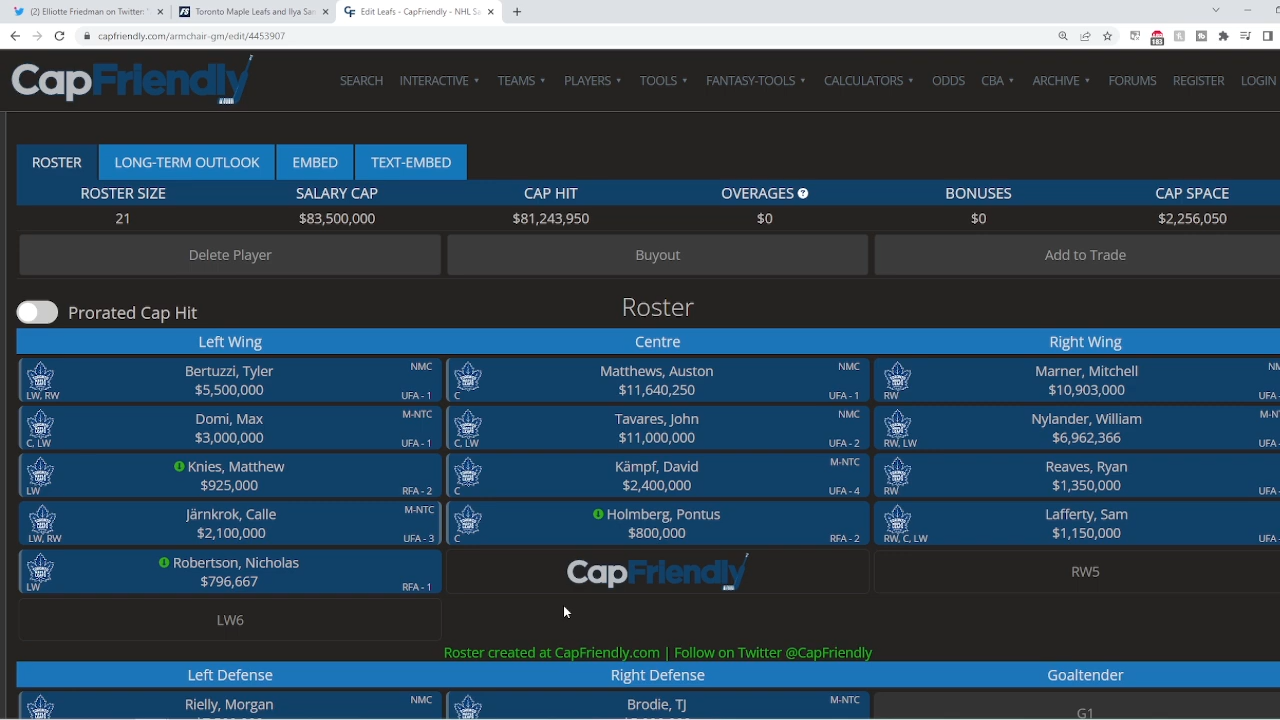 (2) Elliotte Friedman on Twitter: "
Toronto Maple Leafs and Ilya Sam
Edit Leafs - CapFriendly - NHL Sa
capfriendly.com/armchair-gm/edit/4453907
183
CapFriendly
SEARCH INTERACTIVE TEAMS PLAYERS TOOLS FANTASY-TOOLS CALCULATORS ODDS CBA ARCHIVE FORUMS REGISTER LOGIN
ROSTER LONG-TERM OUTLOOK EMBED TEXT-EMBED
ROSTER SIZE SALARY CAP CAP HIT OVERAGES ? BONUSES CAP SPACE
21 $83,500,000 $81,243,950 $0 $0 $2,256,050
Delete Player Buyout Add to Trade
Prorated Cap Hit
Roster
Left Wing Centre Right Wing
Bertuzzi, Tyler NMC
$5,500,000
LW, RW UFA - 1
Matthews, Auston NMC
$11,640,250
C UFA - 1
Marner, Mitchell NM
$10,903,000
RW UFA -
Domi, Max M-NTC
$3,000,000
C, LW UFA - 1
Tavares, John NMC
$11,000,000
C, LW UFA - 2
Nylander, William M-N
$6,962,366
RW, LW UFA -
Knies, Matthew
$925,000
LW RFA - 2
Kämpf, David M-NTC
$2,400,000
C UFA - 4
Reaves, Ryan
$1,350,000
RW UFA -
Järnkrok, Calle M-NTC
$2,100,000
LW, RW UFA - 3
Holmberg, Pontus
$800,000
C RFA - 2
Lafferty, Sam
$1,150,000
RW, C, LW UFA -
Robertson, Nicholas
$796,667
LW RFA - 1
CapFriendly
RW5
LW6
Roster created at CapFriendly.com | Follow on Twitter @CapFriendly
Left Defense Right Defense Goaltender
Rielly, Morgan NMC
Brodie, TJ M-NTC
G1